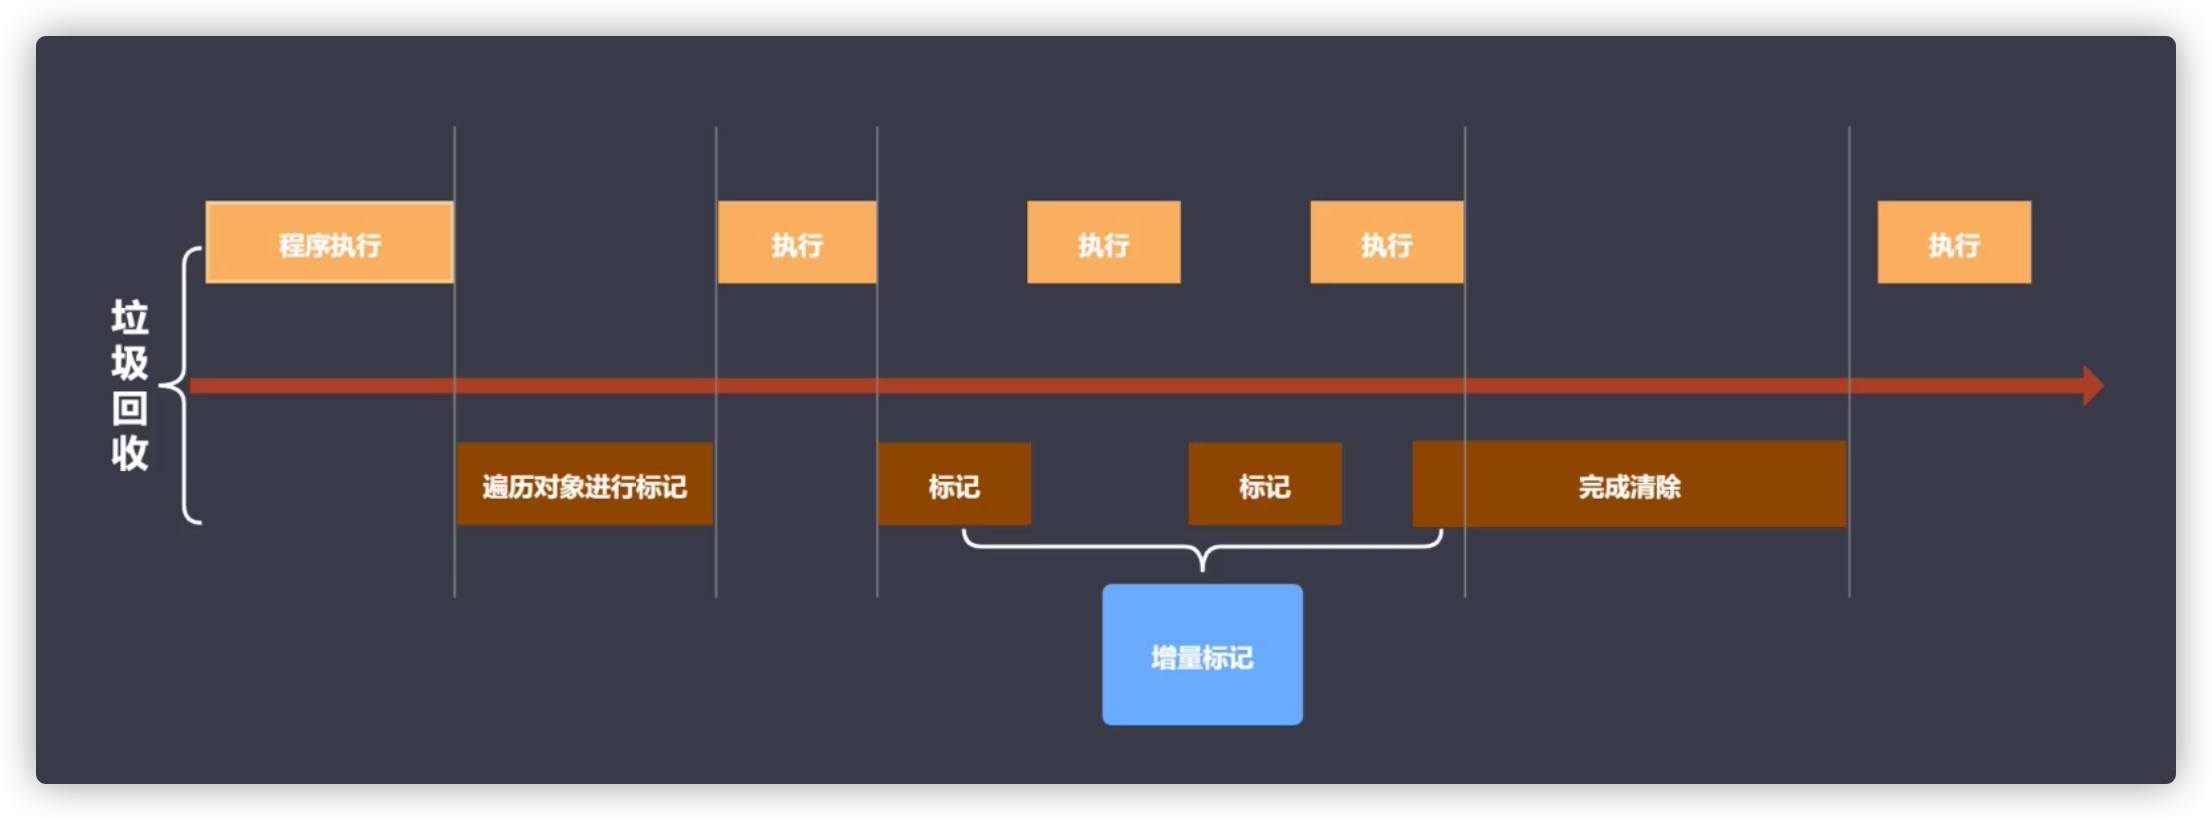 程序执行
执行
执行
执行
执行
垃圾回收
遍历对象进行标记
标记
标记
完成清除
增量标记